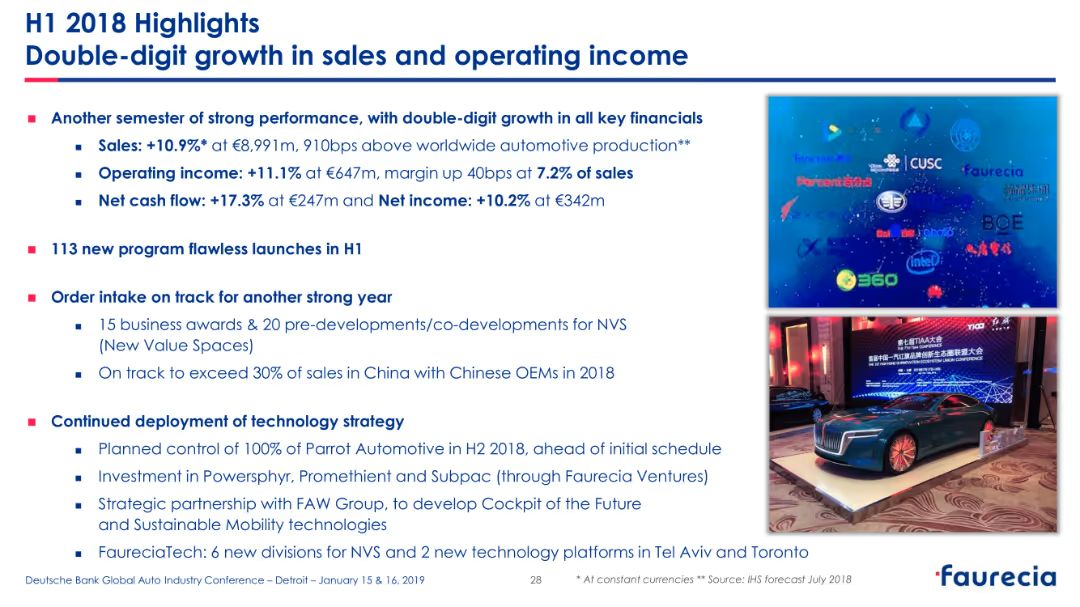 H1 2018 Highlights
Double-digit growth in sales and operating income
Another semester of strong performance, with double-digit growth in all key financials
Sales: +10.9%* at €8,991m, 910bps above worldwide automotive production**
Operating income: +11.1% at €647m, margin up 40bps at 7.2% of sales
Net cash flow: +17.3% at €247m and Net income: +10.2% at €342m
113 new program flawless launches in H1
Order intake on track for another strong year
15 business awards & 20 pre-developments/co-developments for NVS
(New Value Spaces)
On track to exceed 30% of sales in China with Chinese OEMs in 2018
Continued deployment of technology strategy
Planned control of 100% of Parrot Automotive in H2 2018, ahead of initial schedule
Investment in Powersphyr, Promethient and Subpac (through Faurecia Ventures)
Strategic partnership with FAW Group, to develop Cockpit of the Future
and Sustainable Mobility technologies
FaureciaTech: 6 new divisions for NVS and 2 new technology platforms in Tel Aviv and Toronto
CUSC
faurecia
BOE
intel
360
第七届TIAA大会
Deutsche Bank Global Auto Industry Conference – Detroit – January 15 & 16, 2019
28
* At constant currencies ** Source: IHS forecast July 2018
faurecia